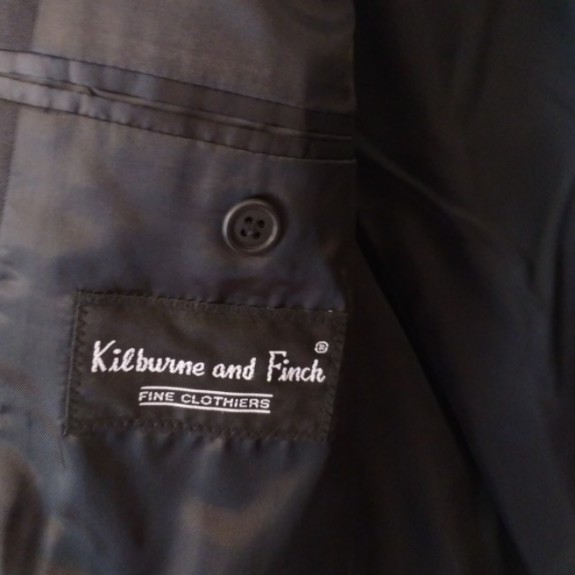 Kilburne and Finch®
FINE CLOTHIERS